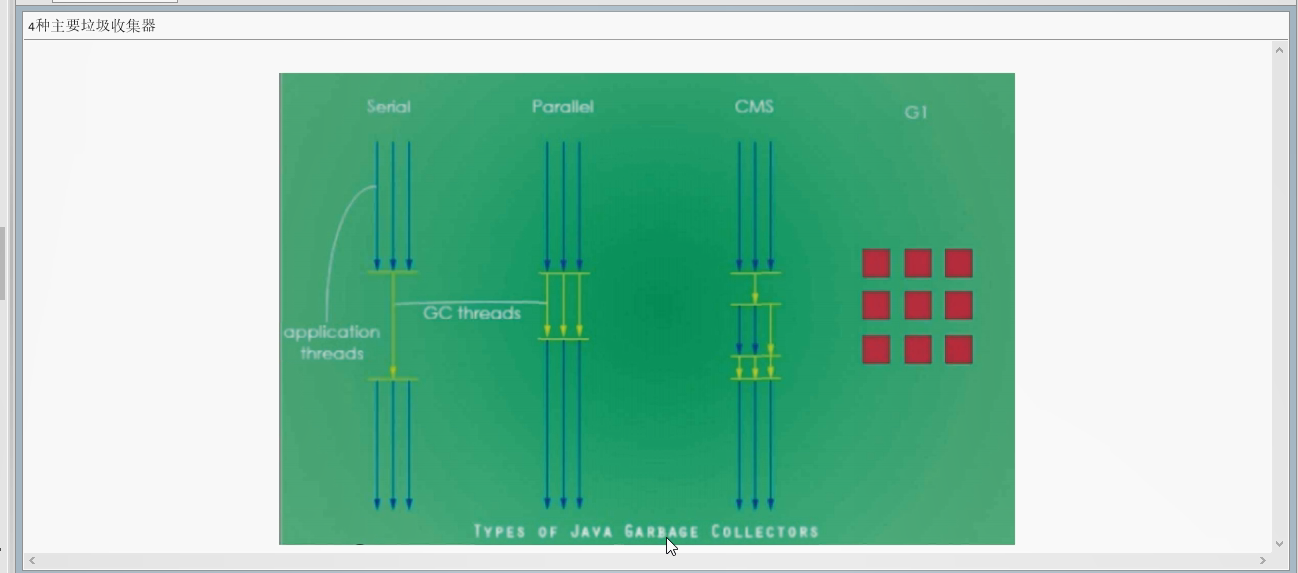 4种主要垃圾收集器
Serial
Parallel
CMS
G1
GC threads
application
threads
TYPES OF JAVA GARBAGE COLLECTORS